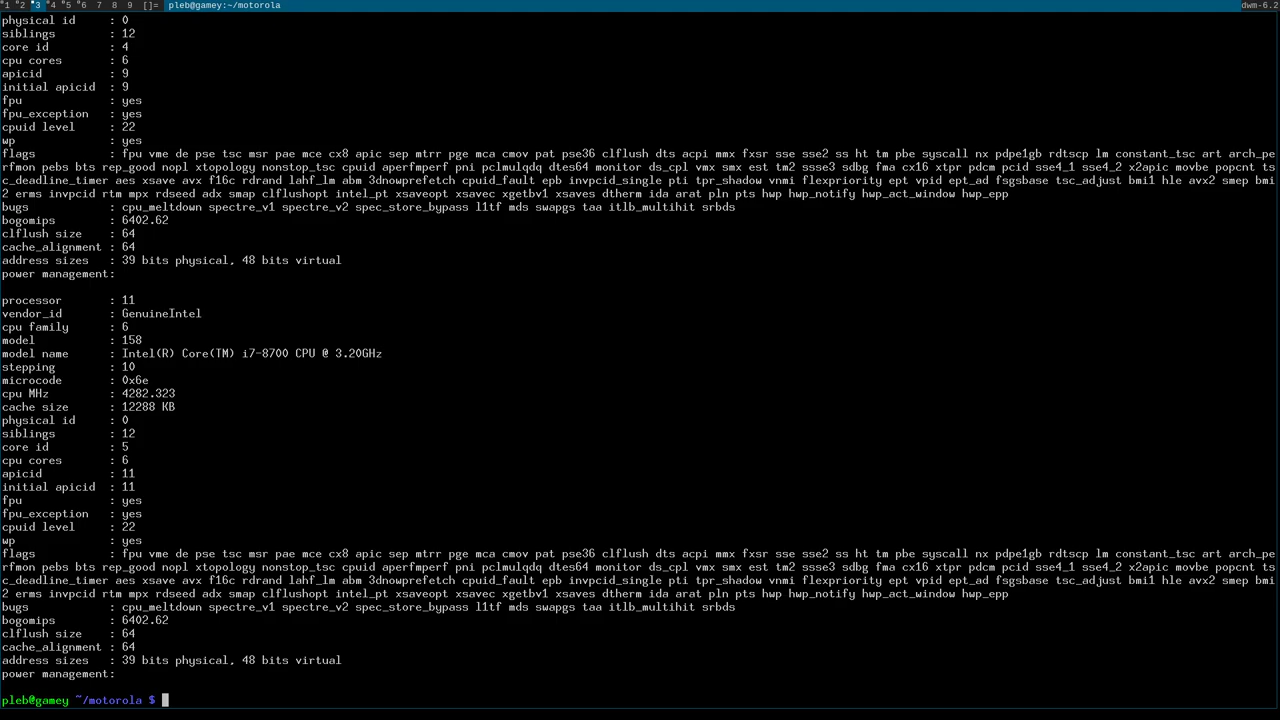 1 2 3 4 5 6 7 8 9 []= pleb@gamey:~/motorola dwm-6.2
physical id : 0
siblings : 12
core id : 4
cpu cores : 6
apicid : 9
initial apicid : 9
fpu : yes
fpu_exception : yes
cpuid level : 22
wp : yes
flags : fpu vme de pse tsc msr pae mce cx8 apic sep mtrr pge mca cmov pat pse36 clflush dts acpi mmx fxsr sse sse2 ss ht tm pbe syscall nx pdpe1gb rdtscp lm constant_tsc art arch_pe
rfmon pebs bts rep_good nopl xtopology nonstop_tsc cpuid aperfmperf pni pclmulqdq dtes64 monitor ds_cpl vmx smx est tm2 ssse3 sdbg fma cx16 xtpr pdcm pcid sse4_1 sse4_2 x2apic movbe popcnt ts
c_deadline_timer aes xsave avx f16c rdrand lahf_lm abm 3dnowprefetch cpuid_fault epb invpcid_single pti tpr_shadow vnmi flexpriority ept vpid ept_ad fsgsbase tsc_adjust bmi1 hle avx2 smep bmi
2 erms invpcid rtm mpx rdseed adx smap clflushopt intel_pt xsaveopt xsavec xgetbv1 xsaves dtherm ida arat pln pts hwp hwp_notify hwp_act_window hwp_epp
bugs : cpu_meltdown spectre_v1 spectre_v2 spec_store_bypass l1tf mds swapgs taa itlb_multihit srbds
bogomips : 6402.62
clflush size : 64
cache_alignment : 64
address sizes : 39 bits physical, 48 bits virtual
power management:
processor : 11
vendor_id : GenuineIntel
cpu family : 6
model : 158
model name : Intel(R) Core(TM) i7-8700 CPU @ 3.20GHz
stepping : 10
microcode : 0x6e
cpu MHz : 4282.323
cache size : 12288 KB
physical id : 0
siblings : 12
core id : 5
cpu cores : 6
apicid : 11
initial apicid : 11
fpu : yes
fpu_exception : yes
cpuid level : 22
wp : yes
flags : fpu vme de pse tsc msr pae mce cx8 apic sep mtrr pge mca cmov pat pse36 clflush dts acpi mmx fxsr sse sse2 ss ht tm pbe syscall nx pdpe1gb rdtscp lm constant_tsc art arch_pe
rfmon pebs bts rep_good nopl xtopology nonstop_tsc cpuid aperfmperf pni pclmulqdq dtes64 monitor ds_cpl vmx smx est tm2 ssse3 sdbg fma cx16 xtpr pdcm pcid sse4_1 sse4_2 x2apic movbe popcnt ts
c_deadline_timer aes xsave avx f16c rdrand lahf_lm abm 3dnowprefetch cpuid_fault epb invpcid_single pti tpr_shadow vnmi flexpriority ept vpid ept_ad fsgsbase tsc_adjust bmi1 hle avx2 smep bmi
2 erms invpcid rtm mpx rdseed adx smap clflushopt intel_pt xsaveopt xsavec xgetbv1 xsaves dtherm ida arat pln pts hwp hwp_notify hwp_act_window hwp_epp
bugs : cpu_meltdown spectre_v1 spectre_v2 spec_store_bypass l1tf mds swapgs taa itlb_multihit srbds
bogomips : 6402.62
clflush size : 64
cache_alignment : 64
address sizes : 39 bits physical, 48 bits virtual
power management:
pleb@gamey ~/motorola $